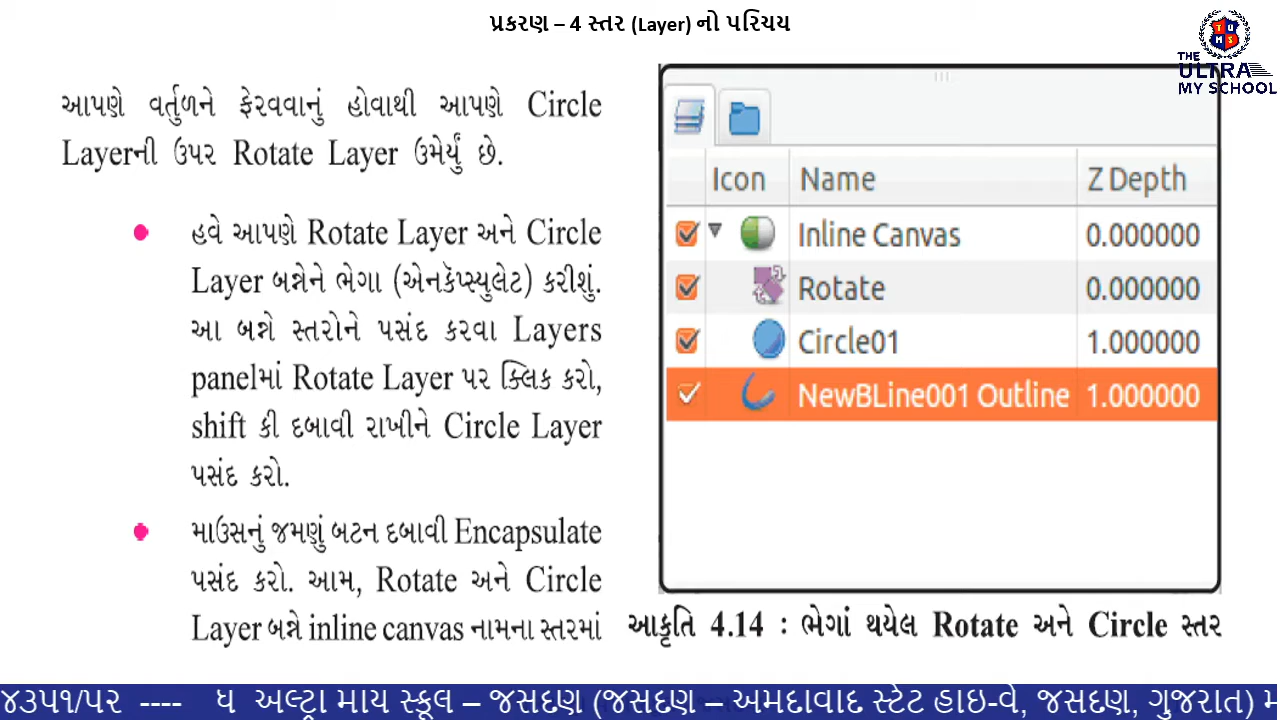 પ્રકરણ – 4 સ્તર (Layer) નો પરિચય
THE
ULTRA
MY SCHOOL
T U
M S
આપણે વર્તુળને ફેરવવાનું હોવાથી આપણે Circle
Layerની ઉપર Rotate Layer ઉમેર્યું છે.
હવે આપણે Rotate Layer અને Circle
Layer બન્નેને ભેગા (એનકૅપ્સ્યુલેટ) કરીશું.
આ બન્ને સ્તરોને પસંદ કરવા Layers
panelમાં Rotate Layer પર ક્લિક કરો,
shift કી દબાવી રાખીને Circle Layer
પસંદ કરો.
માઉસનું જમણું બટન દબાવી Encapsulate
પસંદ કરો. આમ, Rotate અને Circle
Layer બન્ને inline canvas નામના સ્તરમાં
Icon Name Z Depth
Inline Canvas 0.000000
Rotate 0.000000
Circle01 1.000000
NewBLine001 Outline 1.000000
આકૃતિ 4.14 : ભેગાં થયેલ Rotate અને Circle સ્તર
૪૩૫૧/૫૨ ---- ધ અલ્ટ્રા માય સ્કૂલ – જસદણ (જસદણ – અમદાવાદ સ્ટેટ હાઇ-વે, જસદણ, ગુજરાત) મ